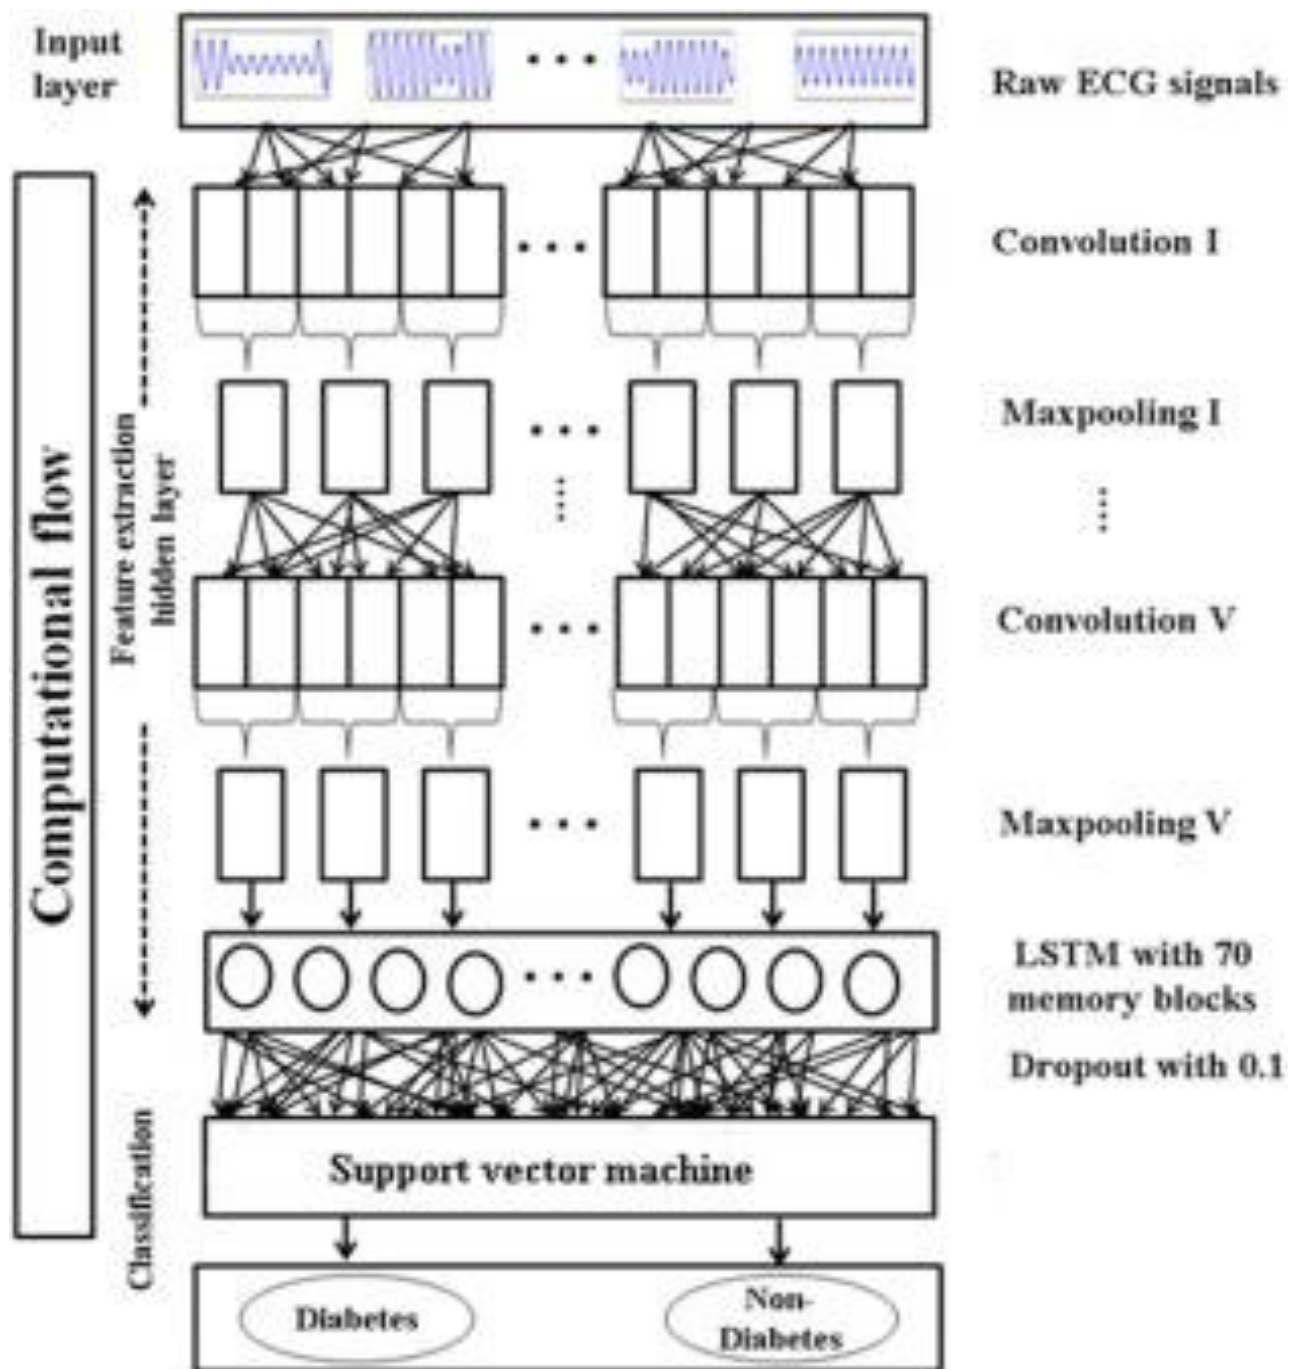 Input
layer
Raw ECG signals
Convolution I
Maxpooling I
Computational flow
Feature extraction
hidden layer
Convolution V
Maxpooling V
LSTM with 70
memory blocks
Dropout with 0.1
Classification
Support vector machine
Diabetes
Non-
Diabetes